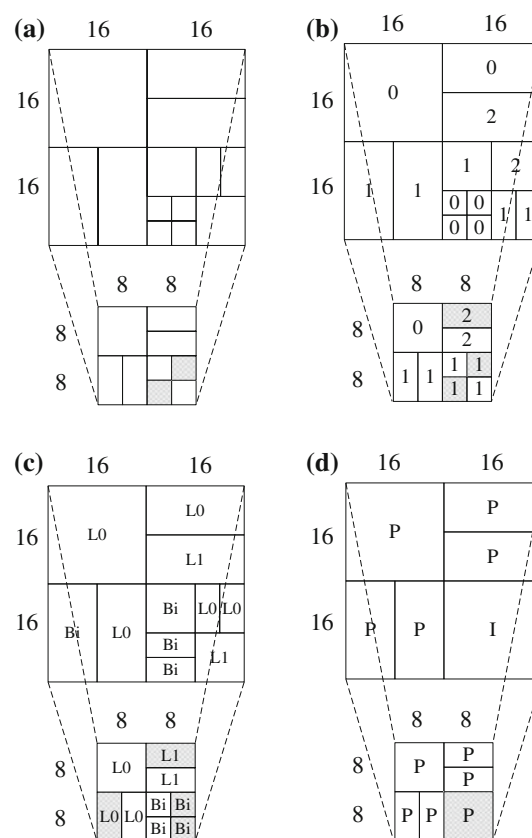 (a) 16 16
16
16
8 8
8
8
(b) 16 16
16 0 0
2
16 1 1 1 2
0 0 1 1
0 0
8 8
8 0 2
2
8 1 1 1 1
1 1
(c) 16 16
16 L0 L0
L1
16 Bi L0 Bi L0 L0
Bi L1
Bi
8 8
8 L0 L1
L1
8 L0 L0 Bi Bi
Bi Bi
(d) 16 16
16 P P
P
16 P P I
8 8
8 P P
P
8 P P P